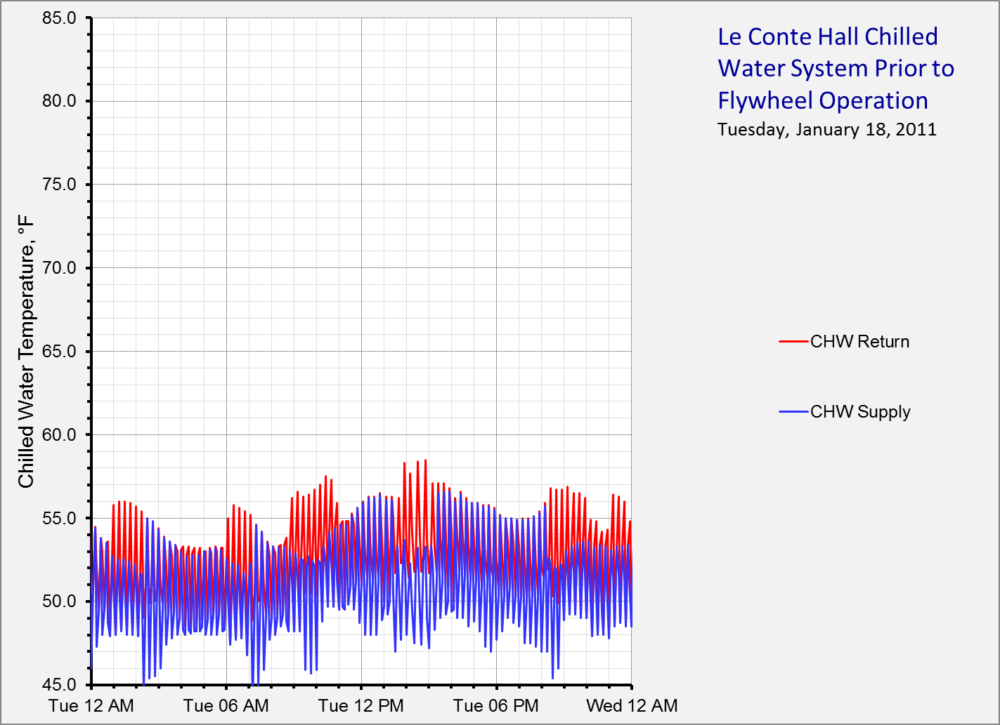 Le Conte Hall Chilled
Water System Prior to
Flywheel Operation
Tuesday, January 18, 2011
Chilled Water Temperature, °F
85.0
80.0
75.0
70.0
65.0
60.0
55.0
50.0
45.0
Tue 12 AM
Tue 06 AM
Tue 12 PM
Tue 06 PM
Wed 12 AM
CHW Return
CHW Supply